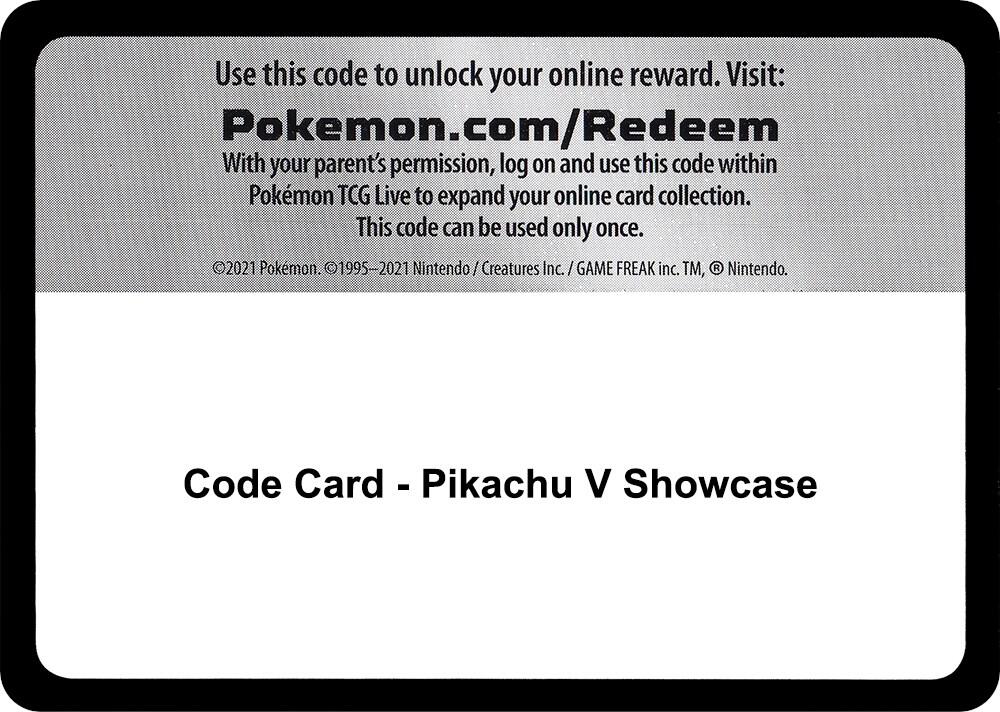 Use this code to unlock your online reward. Visit:
Pokemon.com/Redeem
With your parent's permission, log on and use this code within
Pokémon TCG Live to expand your online card collection.
This code can be used only once.
©2021 Pokémon. ©1995–2021 Nintendo / Creatures Inc. / GAME FREAK inc. TM, ® Nintendo.
Code Card - Pikachu V Showcase